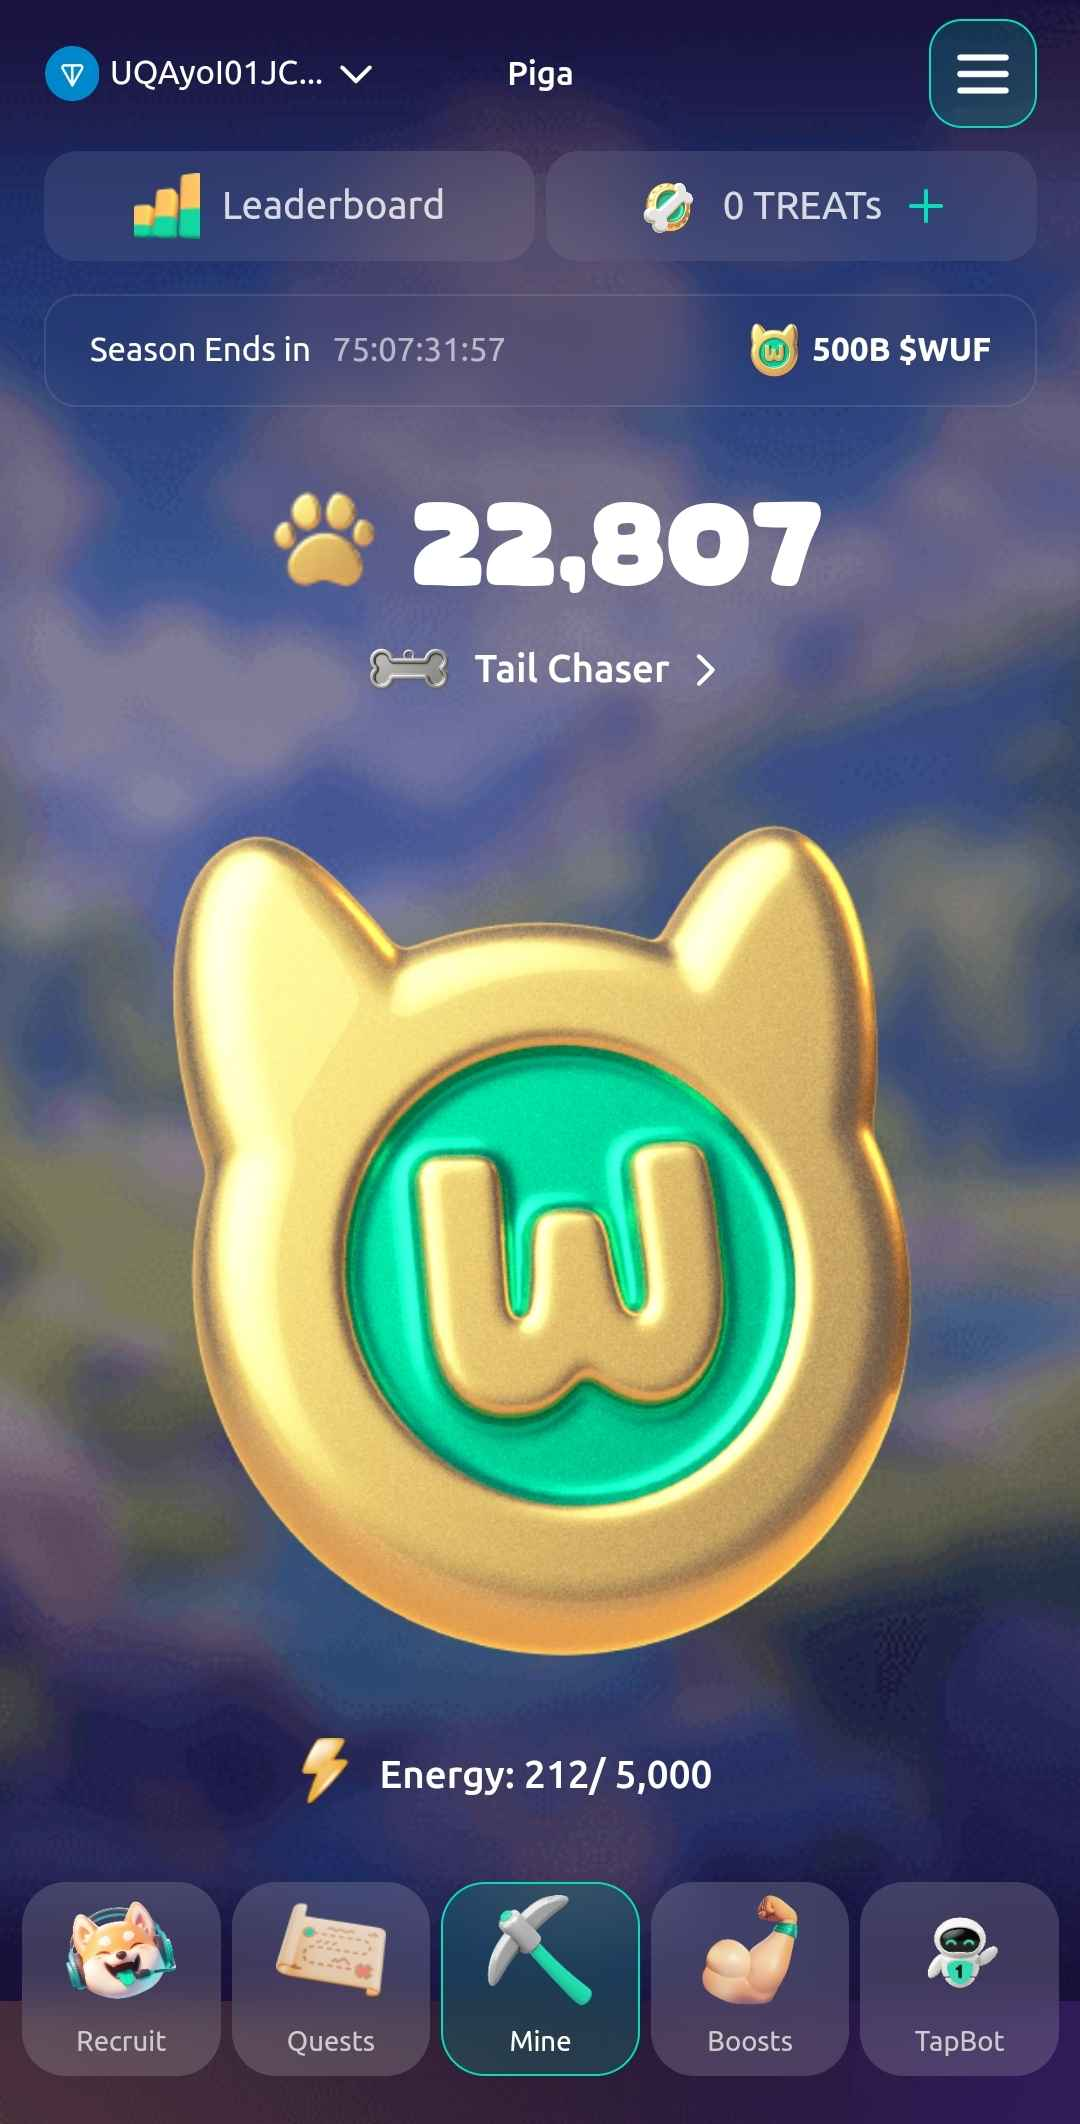 UQAyoI01JC...
Piga
Leaderboard
0 TREATs +
Season Ends in 75:07:31:57
W 500B $WUF
22,807
Tail Chaser
W
Energy: 212/ 5,000
1
Recruit
Quests
Mine
Boosts
TapBot